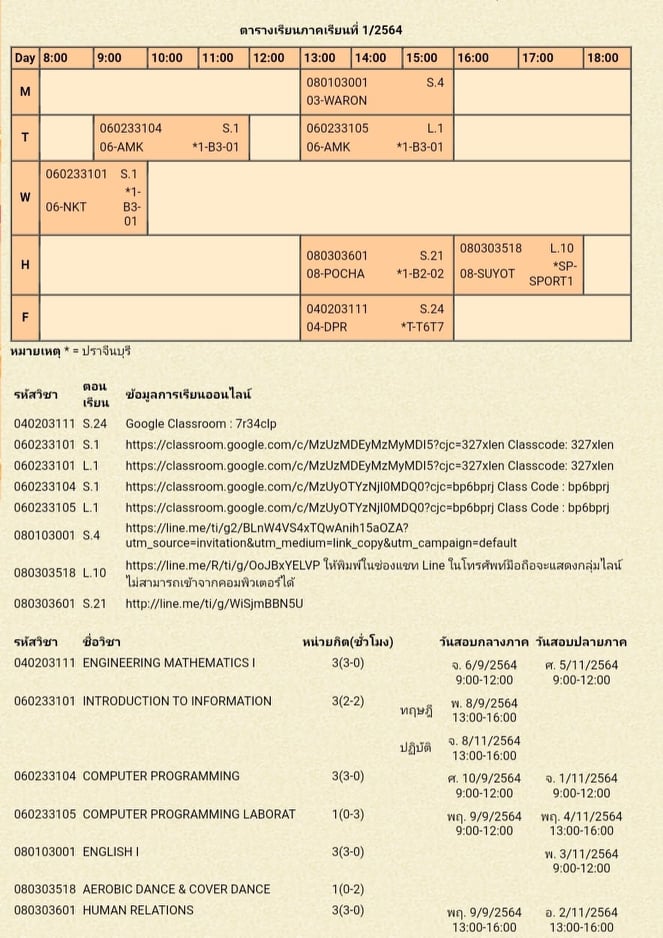 ตารางเรียนภาคเรียนที่ 1/2564
Day 8:00 9:00 10:00 11:00 12:00 13:00 14:00 15:00 16:00 17:00 18:00
M
080103001 S.4
03-WARON
T
060233104 S.1
06-AMK *1-B3-01
060233105 L.1
06-AMK *1-B3-01
W
060233101 S.1
06-NKT *1-
B3-
01
H
080303601 S.21
08-POCHA *1-B2-02
080303518 L.10
08-SUYOT *SP-
SPORT1
F
040203111 S.24
04-DPR *T-T6T7
หมายเหตุ * = ปราจีนบุรี
รหัสวิชา ตอน
เรียน ข้อมูลการเรียนออนไลน์
040203111 S.24 Google Classroom : 7r34clp
060233101 S.1 https://classroom.google.com/c/MzUzMDEyMzMyMDI5?cjc=327xlen Classcode: 327xlen
060233101 L.1 https://classroom.google.com/c/MzUzMDEyMzMyMDI5?cjc=327xlen Classcode: 327xlen
060233104 S.1 https://classroom.google.com/c/MzUyOTYzNjI0MDQ0?cjc=bp6bprj Class Code : bp6bprj
060233105 L.1 https://classroom.google.com/c/MzUyOTYzNjI0MDQ0?cjc=bp6bprj Class Code : bp6bprj
080103001 S.4 https://line.me/ti/g2/BLnW4VS4xTQwAnih15aOZA?
utm_source=invitation&utm_medium=link_copy&utm_campaign=default
080303518 L.10 https://line.me/R/ti/g/OoJBxYELVP ให้พิมพ์ในช่องแชท Line ในโทรศัพท์มือถือจะแสดงกลุ่มไลน์
ไม่สามารถเข้าจากคอมพิวเตอร์ได้
080303601 S.21 http://line.me/ti/g/WiSjmBBN5U
รหัสวิชา ชื่อวิชา หน่วยกิต(ชั่วโมง) วันสอบกลางภาค วันสอบปลายภาค
040203111 ENGINEERING MATHEMATICS I 3(3-0) จ. 6/9/2564 ศ. 5/11/2564
9:00-12:00 9:00-12:00
060233101 INTRODUCTION TO INFORMATION 3(2-2) ทฤษฎี พ. 8/9/2564
13:00-16:00
ปฏิบัติ จ. 8/11/2564
13:00-16:00
060233104 COMPUTER PROGRAMMING 3(3-0) ศ. 10/9/2564 จ. 1/11/2564
9:00-12:00 9:00-12:00
060233105 COMPUTER PROGRAMMING LABORAT 1(0-3) พฤ. 9/9/2564 พฤ. 4/11/2564
9:00-12:00 13:00-16:00
080103001 ENGLISH I 3(3-0) พ. 3/11/2564
9:00-12:00
080303518 AEROBIC DANCE & COVER DANCE 1(0-2)
080303601 HUMAN RELATIONS 3(3-0) พฤ. 9/9/2564 อ. 2/11/2564
13:00-16:00 13:00-16:00